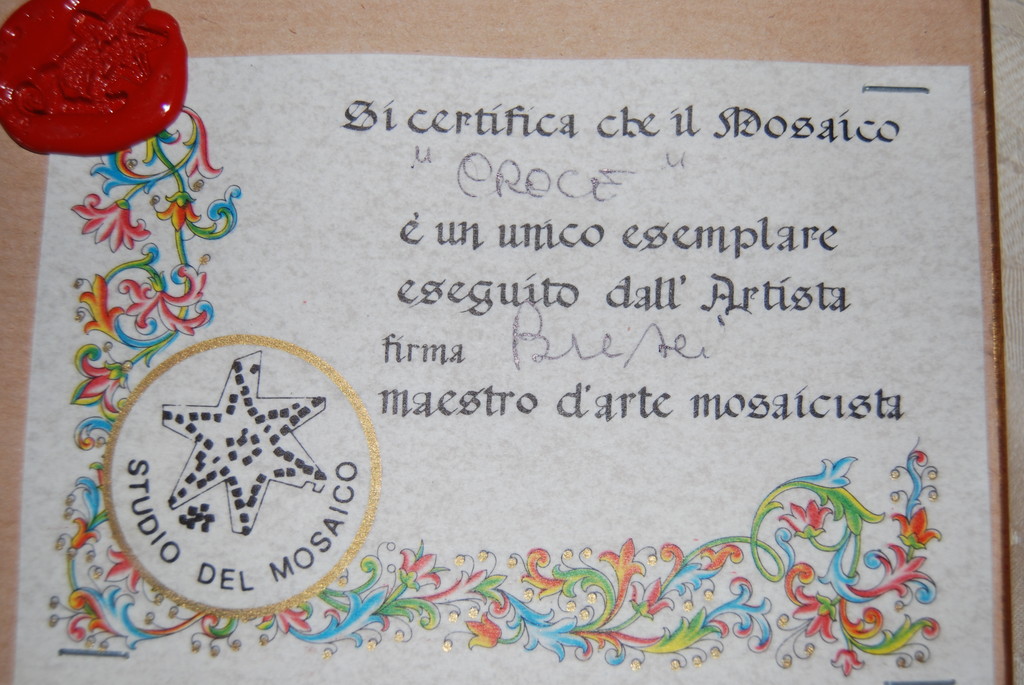 Si certifica che il Mosaico
" CROCE "
è un unico esemplare
eseguito dall' Artista
firma
maestro d'arte mosaicista
STUDIO DEL MOSAICO